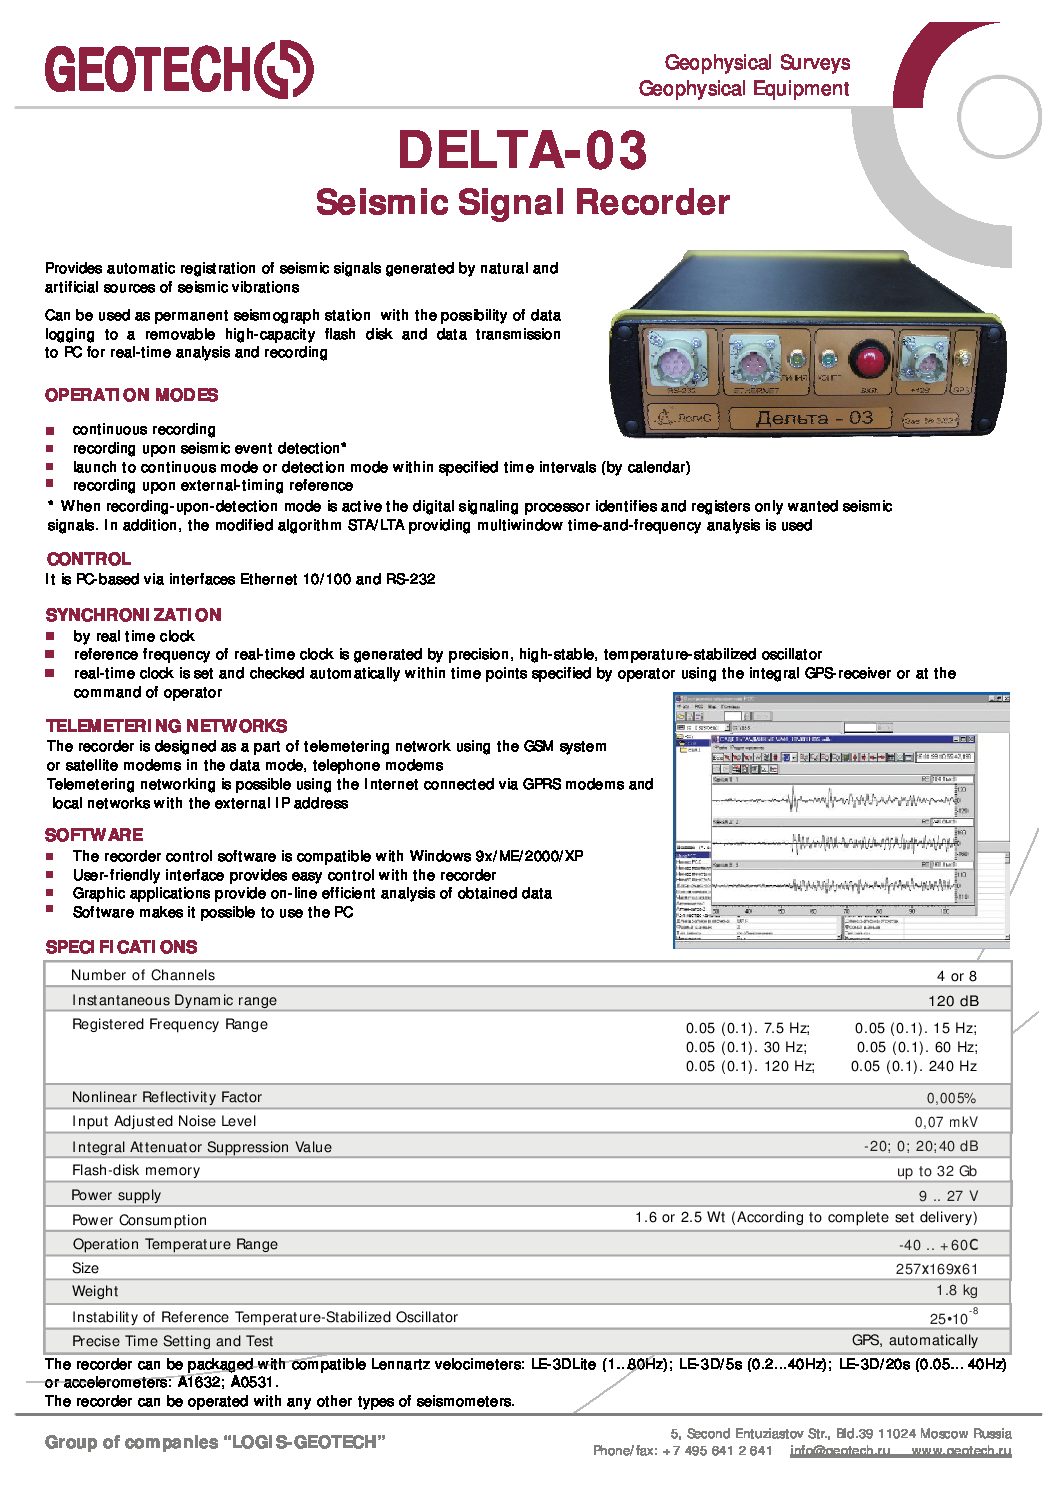 GEOTECH
Geophysical Surveys
Geophysical Equipment
DELTA-03
Seismic Signal Recorder
Provides automatic registration of seismic signals generated by natural and
artificial sources of seismic vibrations
Can be used as permanent seismograph station with the possibility of data
logging to a removable high-capacity flash disk and data transmission
to PC for real-time analysis and recording
RS-232 ETHERNET ЛИНИЯ ВКЛ +12В GPS
ЛогиС Дельта - 03
OPERATION MODES
continuous recording
recording upon seismic event detection*
launch to continuous mode or detection mode within specified time intervals (by calendar)
recording upon external-timing reference
* When recording-upon-detection mode is active the digital signaling processor identifies and registers only wanted seismic
signals. In addition, the modified algorithm STA/LTA providing multiwindow time-and-frequency analysis is used
CONTROL
It is PC-based via interfaces Ethernet 10/100 and RS-232
SYNCHRONIZATION
by real time clock
reference frequency of real-time clock is generated by precision, high-stable, temperature-stabilized oscillator
real-time clock is set and checked automatically within time points specified by operator using the integral GPS-receiver or at the
command of operator
TELEMETERING NETWORKS
The recorder is designed as a part of telemetering network using the GSM system
or satellite modems in the data mode, telephone modems
Telemetering networking is possible using the Internet connected via GPRS modems and
local networks with the external IP address
SOFTWARE
The recorder control software is compatible with Windows 9x/ME/2000/XP
User-friendly interface provides easy control with the recorder
Graphic applications provide on-line efficient analysis of obtained data
Software makes it possible to use the PC
SPECIFICATIONS
Number of Channels 4 or 8
Instantaneous Dynamic range 120 dB
Registered Frequency Range 0.05 (0.1). 7.5 Hz; 0.05 (0.1). 15 Hz;
0.05 (0.1). 30 Hz; 0.05 (0.1). 60 Hz;
0.05 (0.1). 120 Hz; 0.05 (0.1). 240 Hz
Nonlinear Reflectivity Factor 0,005%
Input Adjusted Noise Level 0,07 mkV
Integral Attenuator Suppression Value -20; 0; 20;40 dB
Flash-disk memory up to 32 Gb
Power supply 9 .. 27 V
Power Consumption 1.6 or 2.5 Wt (According to complete set delivery)
Operation Temperature Range -40 .. +60C
Size 257x169x61
Weight 1.8 kg
Instability of Reference Temperature-Stabilized Oscillator 25•10-8
Precise Time Setting and Test GPS, automatically
The recorder can be packaged with compatible Lennartz velocimeters: LE-3DLite (1...80Hz); LE-3D/5s (0.2...40Hz); LE-3D/20s (0.05... 40Hz)
or accelerometers: A1632; A0531.
The recorder can be operated with any other types of seismometers.
Group of companies "LOGIS-GEOTECH"
5, Second Entuziastov Str., Bld.39 11024 Moscow Russia
Phone/fax: +7 495 641 2 641 info@geotech.ru www.geotech.ru